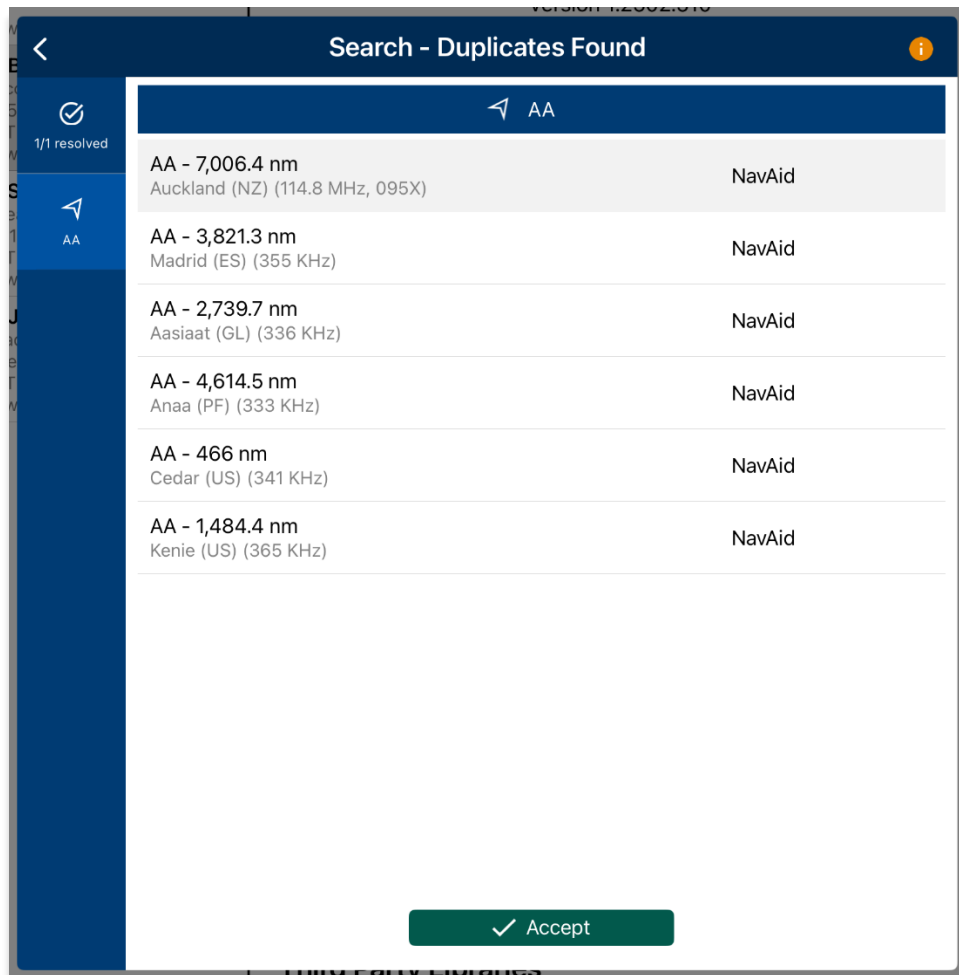 Search - Duplicates Found
1/1 resolved
AA
AA
AA - 7,006.4 nm
Auckland (NZ) (114.8 MHz, 095X)
NavAid
AA - 3,821.3 nm
Madrid (ES) (355 KHz)
NavAid
AA - 2,739.7 nm
Aasiaat (GL) (336 KHz)
NavAid
AA - 4,614.5 nm
Anaa (PF) (333 KHz)
NavAid
AA - 466 nm
Cedar (US) (341 KHz)
NavAid
AA - 1,484.4 nm
Kenie (US) (365 KHz)
NavAid
Accept
Third Party Libraries